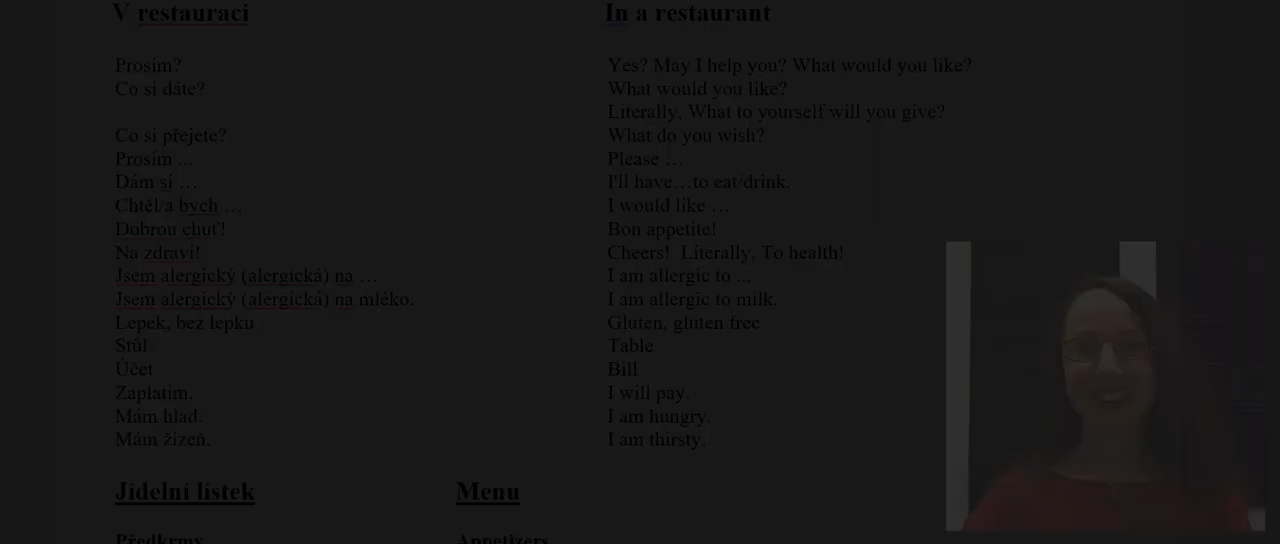 V restauraci In a restaurant
Prosím? Yes? May I help you? What would you like?
Co si dáte? What would you like?
Literally, What to yourself will you give?
Co si přejete? What do you wish?
Prosím ... Please …
Dám si … I'll have…to eat/drink.
Chtěl/a bych … I would like …
Dobrou chuť! Bon appetite!
Na zdraví! Cheers! Literally, To health!
Jsem alergický (alergická) na … I am allergic to ...
Jsem alergický (alergická) na mléko. I am allergic to milk.
Lepek, bez lepku Gluten, gluten free
Stůl Table
Účet Bill
Zaplatím. I will pay.
Mám hlad. I am hungry.
Mám žízeň. I am thirsty.
Jídelní lístek Menu
Předkrmy Appetizers